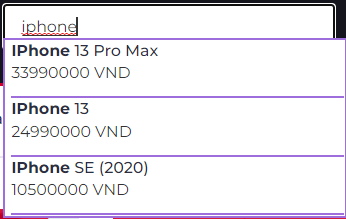 iphone
IPhone 13 Pro Max
33990000 VND
IPhone 13
24990000 VND
IPhone SE (2020)
10500000 VND